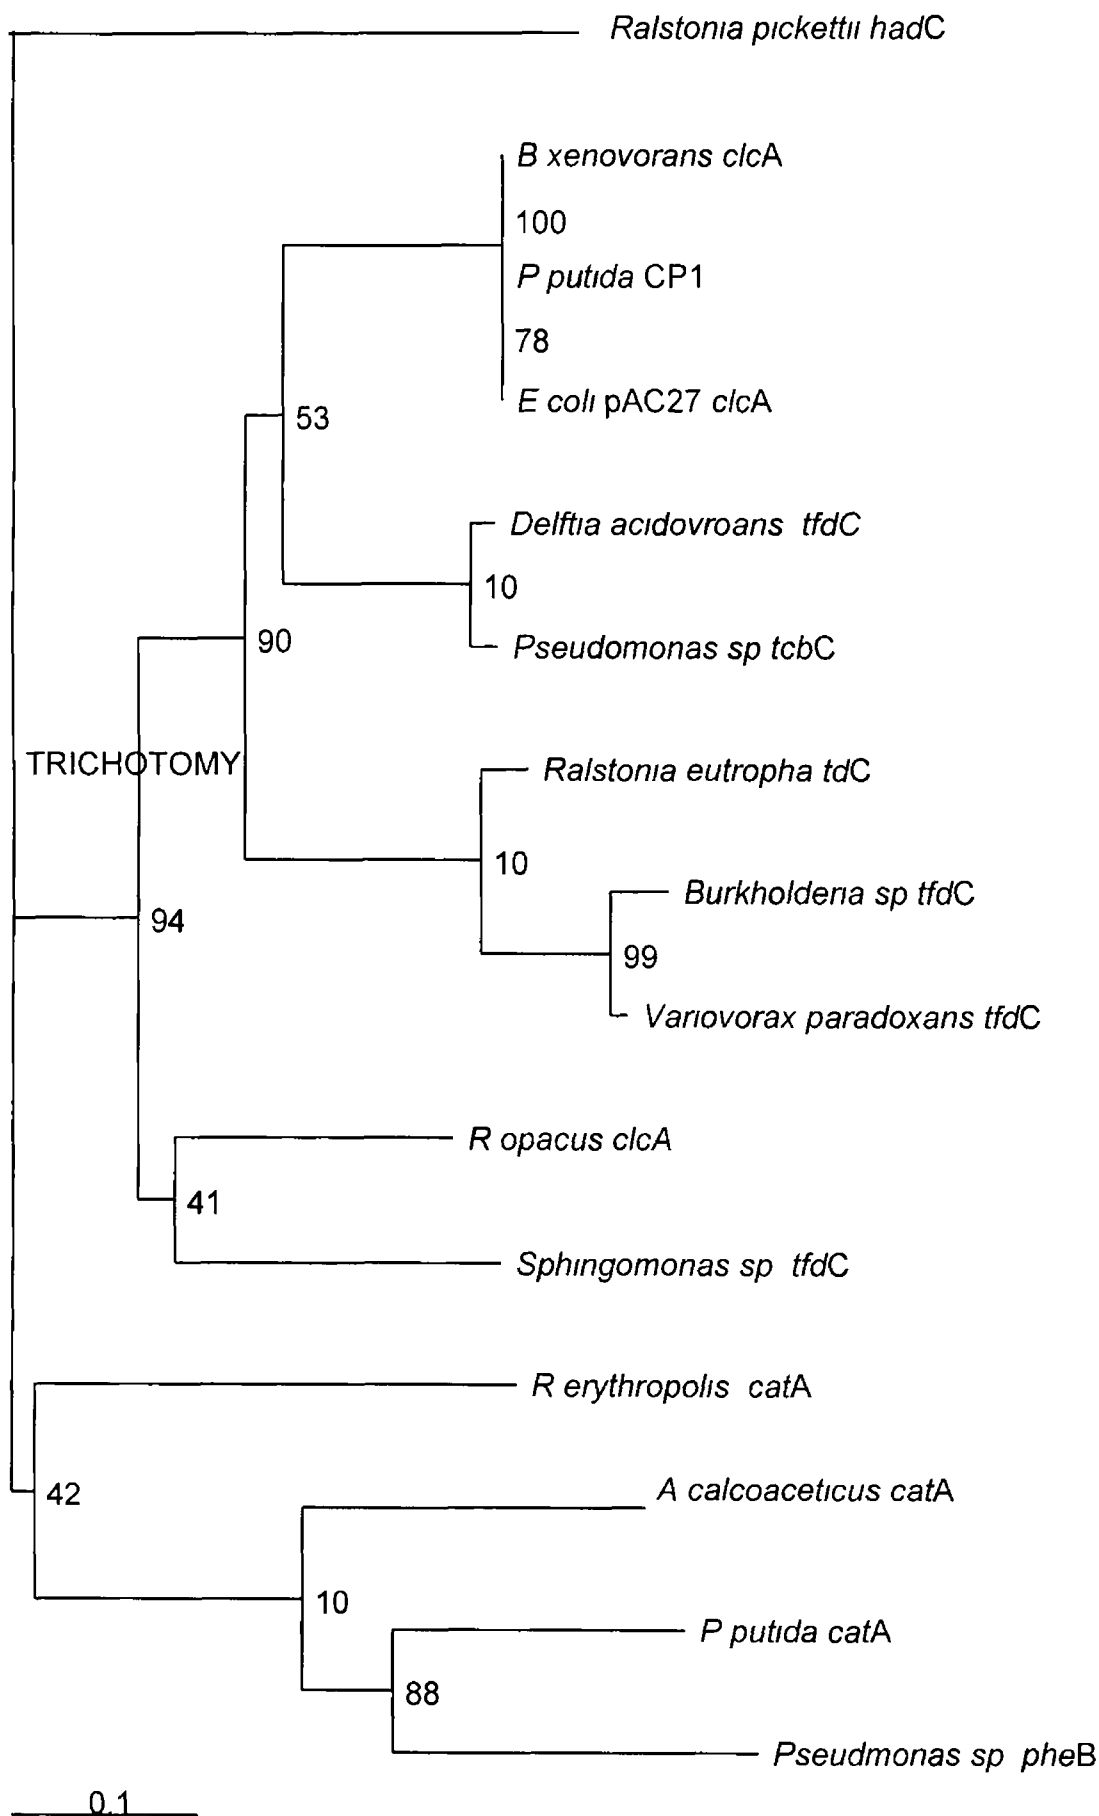 Ralstonia pickettii hadC
B xenovorans clcA
100
P putida CP1
78
E coli pAC27 clcA
53
Delftia acidovroans tfdC
10
Pseudomonas sp tcbC
90
TRICHOTOMY
Ralstonia eutropha tdC
10
Burkholdena sp tfdC
94
99
Variovorax paradoxans tfdC
R opacus clcA
41
Sphingomonas sp tfdC
R erythropolis catA
42
A calcoaceticus catA
10
P putida catA
88
Pseudmonas sp pheB
0.1